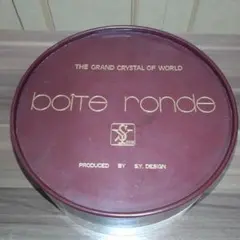 THE GRAND CRYSTAL OF WORLD
boîte ronde
PRODUCED BY S.Y. DESIGN